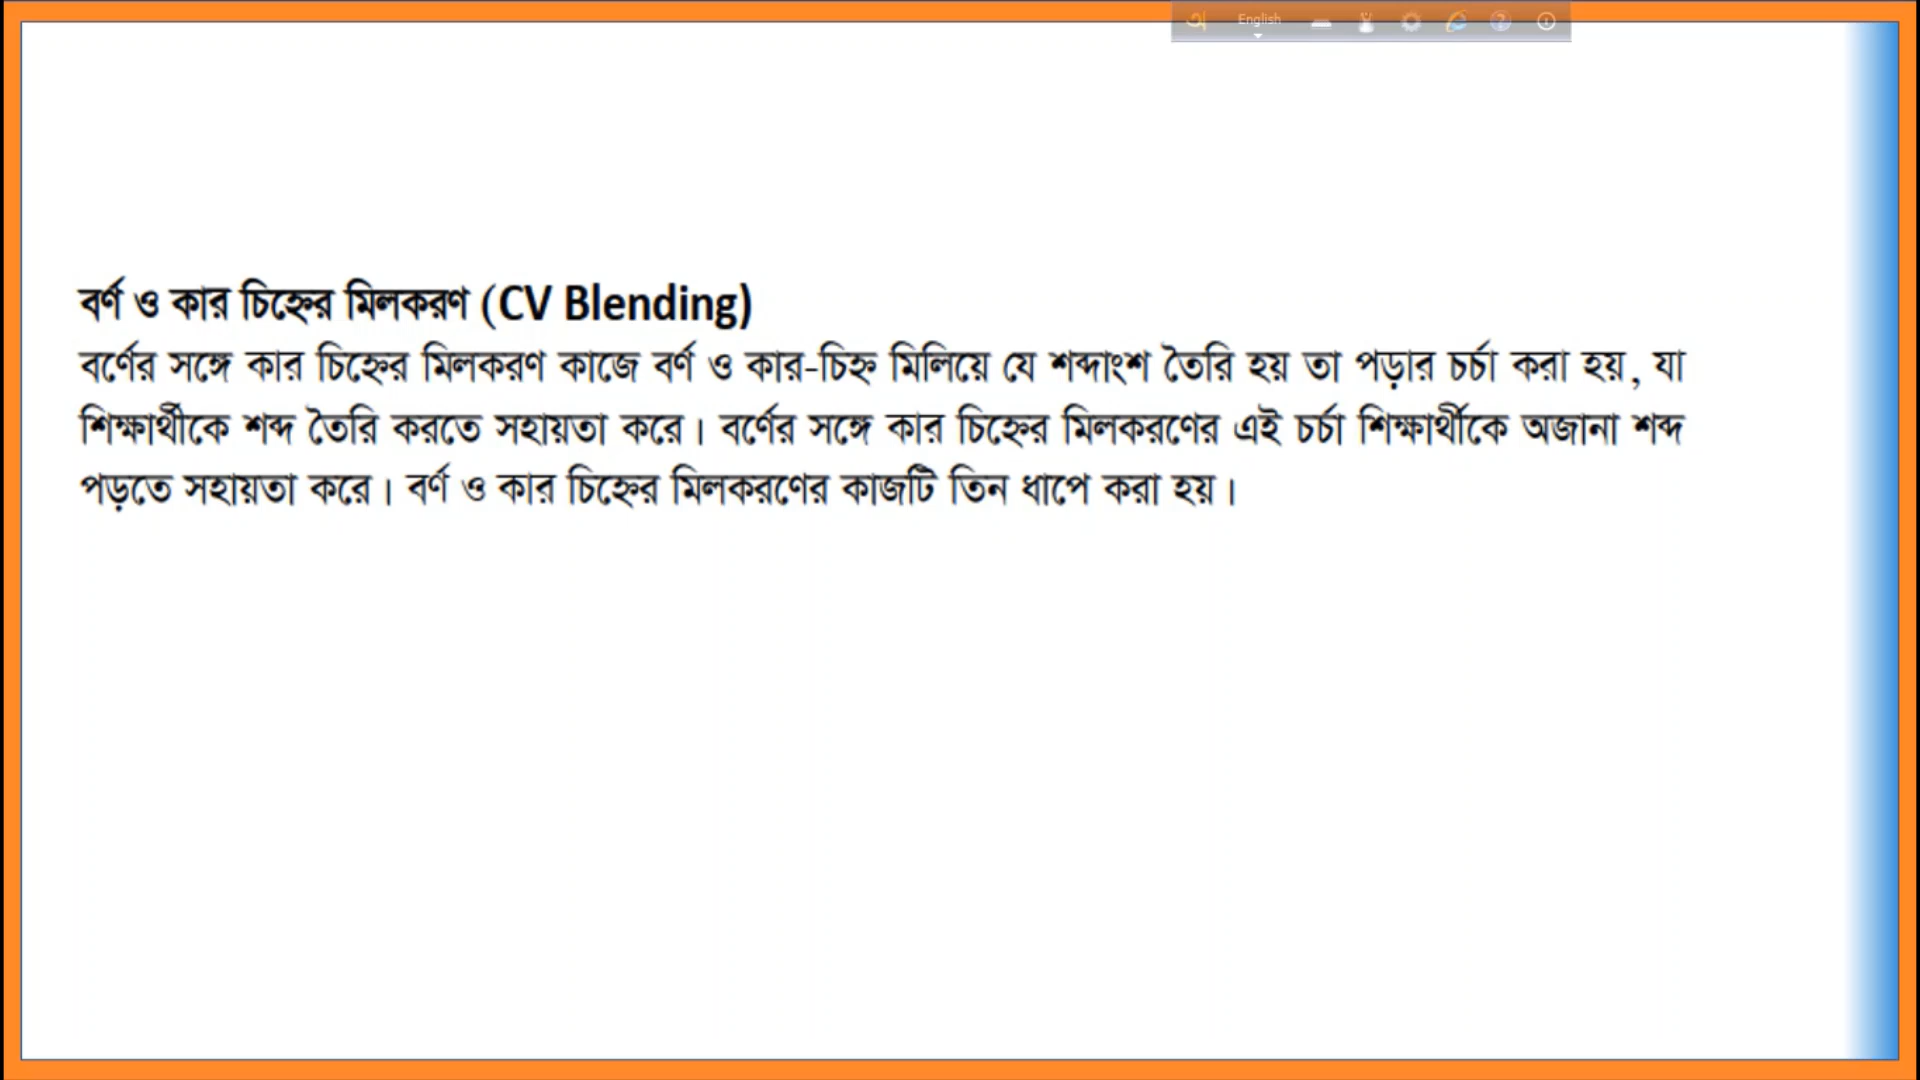 English
বর্ণ ও কার চিহ্নের মিলকরণ (CV Blending)
বর্ণের সঙ্গে কার চিহ্নের মিলকরণ কাজে বর্ণ ও কার-চিহ্ন মিলিয়ে যে শব্দাংশ তৈরি হয় তা পড়ার চর্চা করা হয়, যা
শিক্ষার্থীকে শব্দ তৈরি করতে সহায়তা করে। বর্ণের সঙ্গে কার চিহ্নের মিলকরণের এই চর্চা শিক্ষার্থীকে অজানা শব্দ
পড়তে সহায়তা করে। বর্ণ ও কার চিহ্নের মিলকরণের কাজটি তিন ধাপে করা হয়।